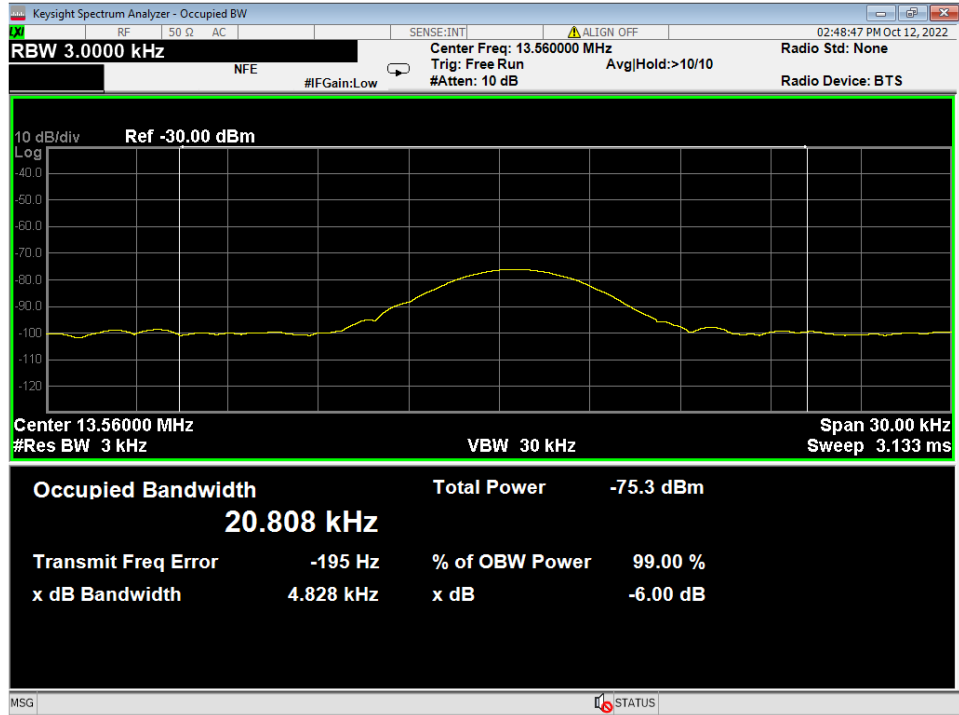 Keysight Spectrum Analyzer - Occupied BW
LXI RF 50 Ω AC SENSE:INT ALIGN OFF 02:48:47 PM Oct 12, 2022
RBW 3.0000 kHz Center Freq: 13.560000 MHz Radio Std: None
NFE Trig: Free Run Avg|Hold:>10/10
#IFGain:Low #Atten: 10 dB Radio Device: BTS
10 dB/div Ref -30.00 dBm
Log
-40.0
-50.0
-60.0
-70.0
-80.0
-90.0
-100
-110
-120
Center 13.56000 MHz Span 30.00 kHz
#Res BW 3 kHz VBW 30 kHz Sweep 3.133 ms
Occupied Bandwidth Total Power -75.3 dBm
20.808 kHz
Transmit Freq Error -195 Hz % of OBW Power 99.00 %
x dB Bandwidth 4.828 kHz x dB -6.00 dB
MSG STATUS